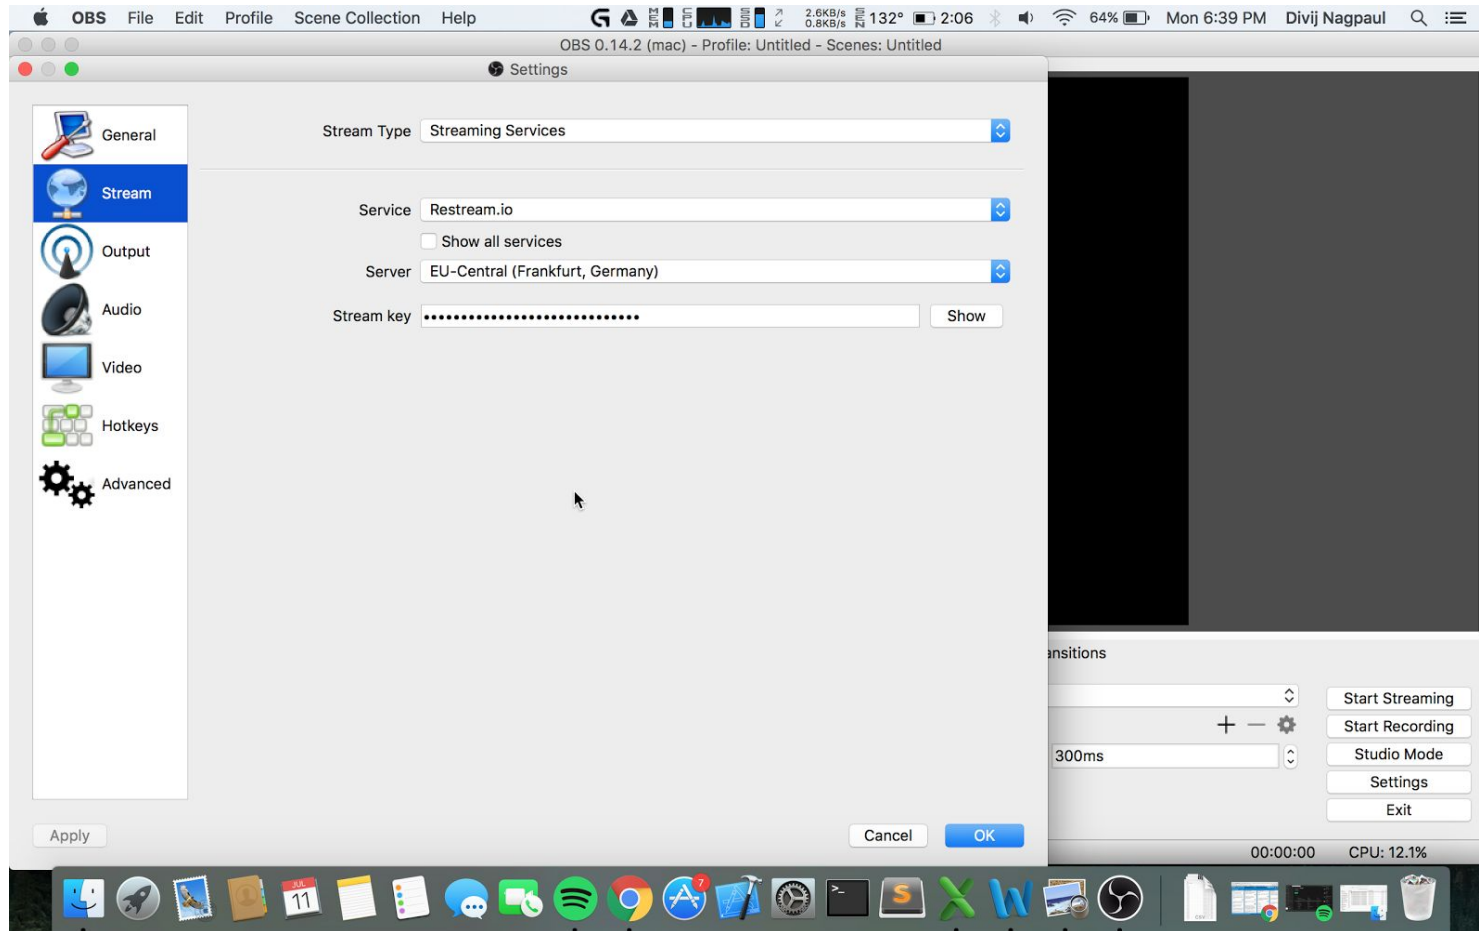 OBS File Edit Profile Scene Collection Help 2.6KB/s 0.8KB/s 132° 2:06 64% Mon 6:39 PM Divij Nagpaul
OBS 0.14.2 (mac) - Profile: Untitled - Scenes: Untitled
Settings
General
Stream
Output
Audio
Video
Hotkeys
Advanced
Stream Type Streaming Services
Service Restream.io
Show all services
Server EU-Central (Frankfurt, Germany)
Stream key ••••••••••••••••••••••••••••• Show
Apply Cancel OK
ansitions
300ms
Start Streaming
Start Recording
Studio Mode
Settings
Exit
00:00:00 CPU: 12.1%
JUL
11
7